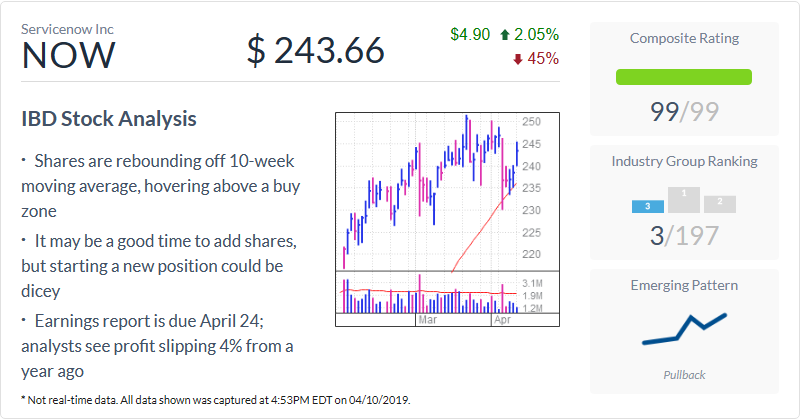 Servicenow Inc
NOW
$ 243.66
$4.90 2.05%
45%
IBD Stock Analysis
· Shares are rebounding off 10-week
moving average, hovering above a buy
zone
· It may be a good time to add shares,
but starting a new position could be
dicey
· Earnings report is due April 24;
analysts see profit slipping 4% from a
year ago
250
245
240
235
230
225
220
3.1M
1.9M
1.2M
Mar
Apr
Composite Rating
99/99
Industry Group Ranking
3
1
2
3/197
Emerging Pattern
Pullback
* Not real-time data. All data shown was captured at 4:53PM EDT on 04/10/2019.